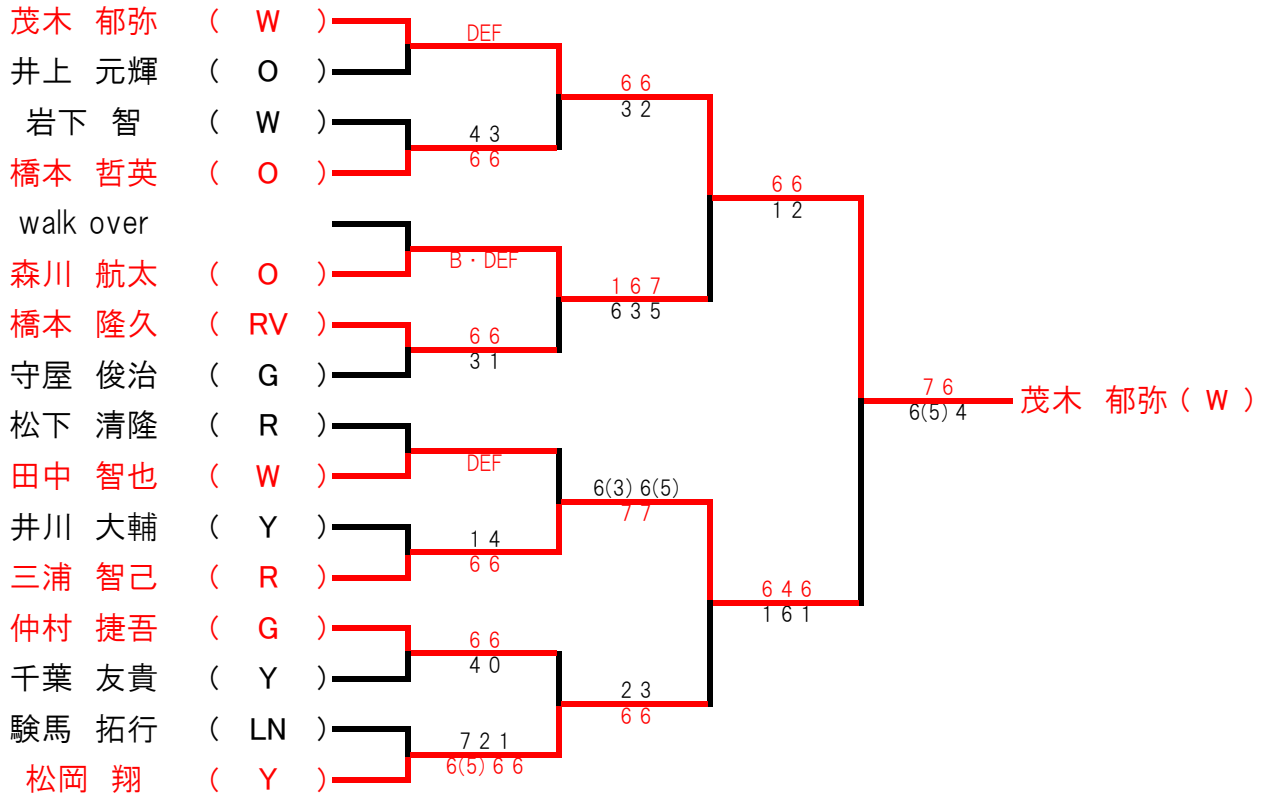 茂木 郁弥 ( W )
DEF
井上 元輝 ( O )
6 6
3 2
岩下 智 ( W )
4 3
6 6
橋本 哲英 ( O )
6 6
1 2
walk over
B・DEF
森川 航太 ( O )
1 6 7
6 3 5
橋本 隆久 ( RV )
6 6
3 1
守屋 俊治 ( G )
7 6
6(5) 4
茂木 郁弥 ( W )
松下 清隆 ( R )
DEF
田中 智也 ( W )
6(3) 6(5)
7 7
井川 大輔 ( Y )
1 4
6 6
三浦 智己 ( R )
6 4 6
1 6 1
仲村 捷吾 ( G )
6 6
4 0
千葉 友貴 ( Y )
2 3
6 6
験馬 拓行 ( LN )
7 2 1
6(5) 6 6
松岡 翔 ( Y )